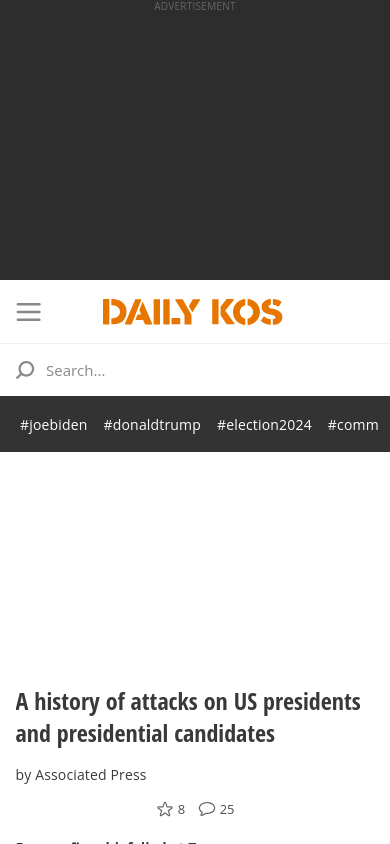 ADVERTISEMENT
DAILY KOS
Search...
#joebiden #donaldtrump #election2024 #comm
A history of attacks on US presidents
and presidential candidates
by Associated Press
8 25